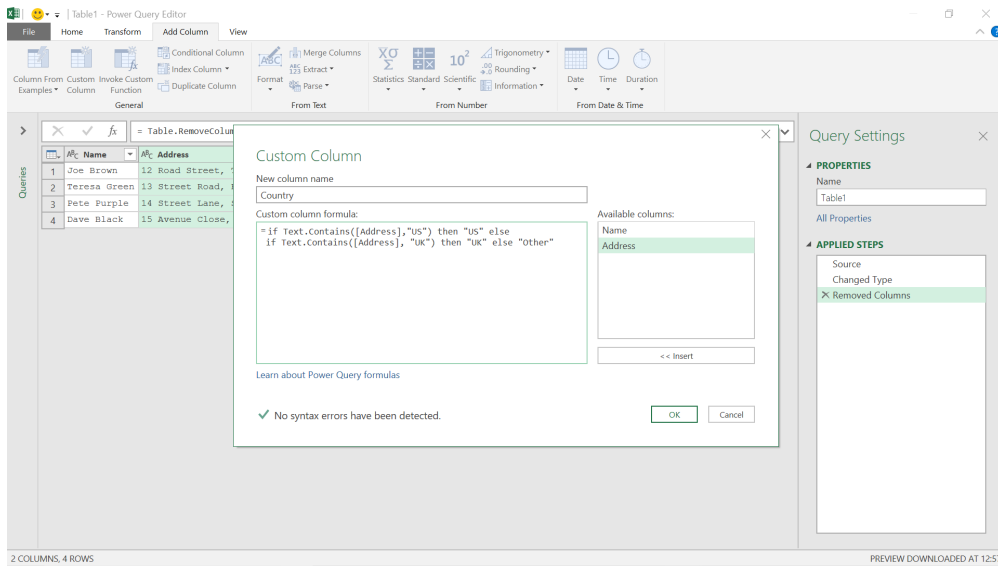 Table1 - Power Query Editor
File Home Transform Add Column View
Column From Examples
Custom Column
Invoke Custom Function
Conditional Column
Index Column
Duplicate Column
General
Format
Merge Columns
Extract
Parse
From Text
Statistics
Standard
Scientific
Trigonometry
Rounding
Information
From Number
Date
Time
Duration
From Date & Time
= Table.RemoveColum
Queries
Name Address
1 Joe Brown 12 Road Street,
2 Teresa Green 13 Street Road,
3 Pete Purple 14 Street Lane,
4 Dave Black 15 Avenue Close,
Custom Column
New column name
Country
Custom column formula:
=if Text.Contains([Address],"US") then "US" else
if Text.Contains([Address], "UK") then "UK" else "Other"
Available columns:
Name
Address
<< Insert
Learn about Power Query formulas
No syntax errors have been detected.
OK Cancel
Query Settings
PROPERTIES
Name
Table1
All Properties
APPLIED STEPS
Source
Changed Type
Removed Columns
2 COLUMNS, 4 ROWS
PREVIEW DOWNLOADED AT 12:5